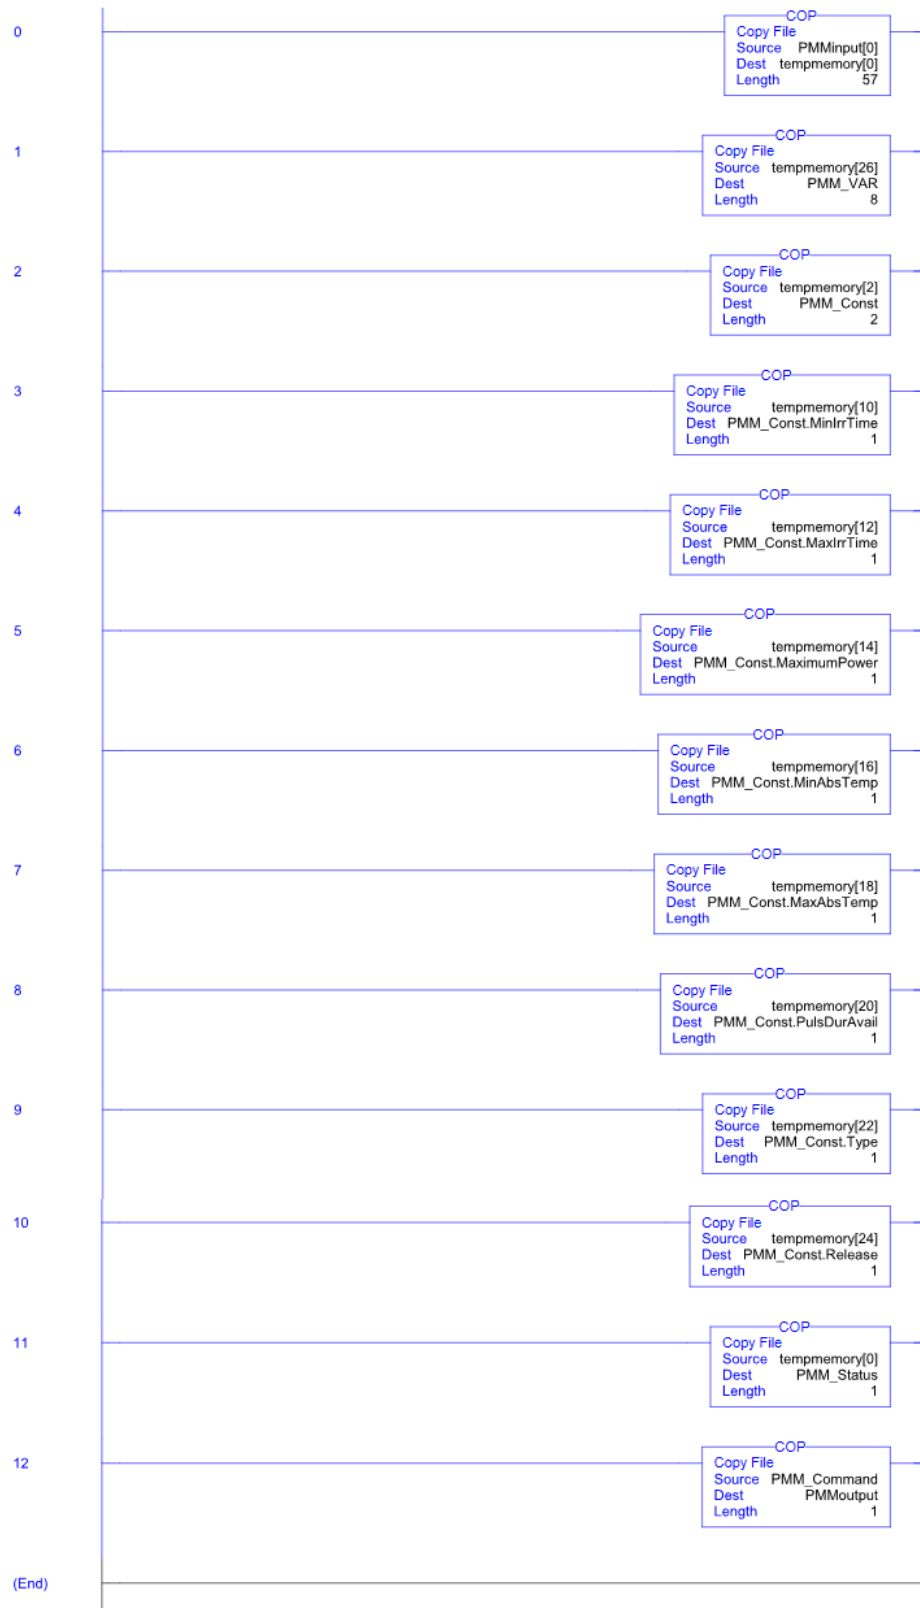 0
COP
Copy File
Source PMMinput[0]
Dest tempmemory[0]
Length 57
1
COP
Copy File
Source tempmemory[26]
Dest PMM_VAR
Length 8
2
COP
Copy File
Source tempmemory[2]
Dest PMM_Const
Length 2
3
COP
Copy File
Source tempmemory[10]
Dest PMM_Const.MinIrrTime
Length 1
4
COP
Copy File
Source tempmemory[12]
Dest PMM_Const.MaxIrrTime
Length 1
5
COP
Copy File
Source tempmemory[14]
Dest PMM_Const.MaximumPower
Length 1
6
COP
Copy File
Source tempmemory[16]
Dest PMM_Const.MinAbsTemp
Length 1
7
COP
Copy File
Source tempmemory[18]
Dest PMM_Const.MaxAbsTemp
Length 1
8
COP
Copy File
Source tempmemory[20]
Dest PMM_Const.PulsDurAvail
Length 1
9
COP
Copy File
Source tempmemory[22]
Dest PMM_Const.Type
Length 1
10
COP
Copy File
Source tempmemory[24]
Dest PMM_Const.Release
Length 1
11
COP
Copy File
Source tempmemory[0]
Dest PMM_Status
Length 1
12
COP
Copy File
Source PMM_Command
Dest PMMoutput
Length 1
(End)